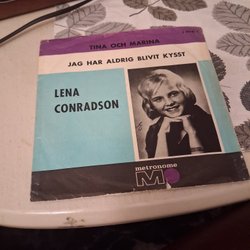 TINA OCH MARINA
JAG HAR ALDRIG BLIVIT KYSST
LENA
CONRADSON
metronome
M